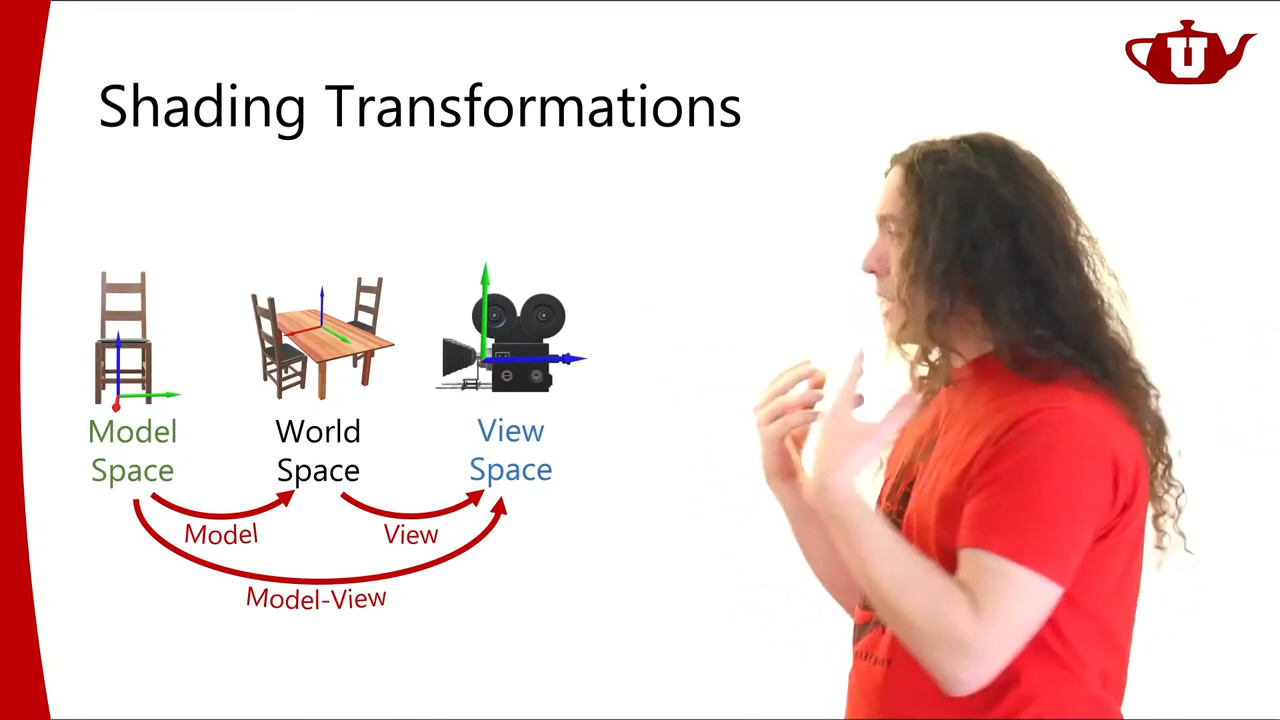 U
Shading Transformations
Model
Space
World
Space
View
Space
Model
View
Model-View